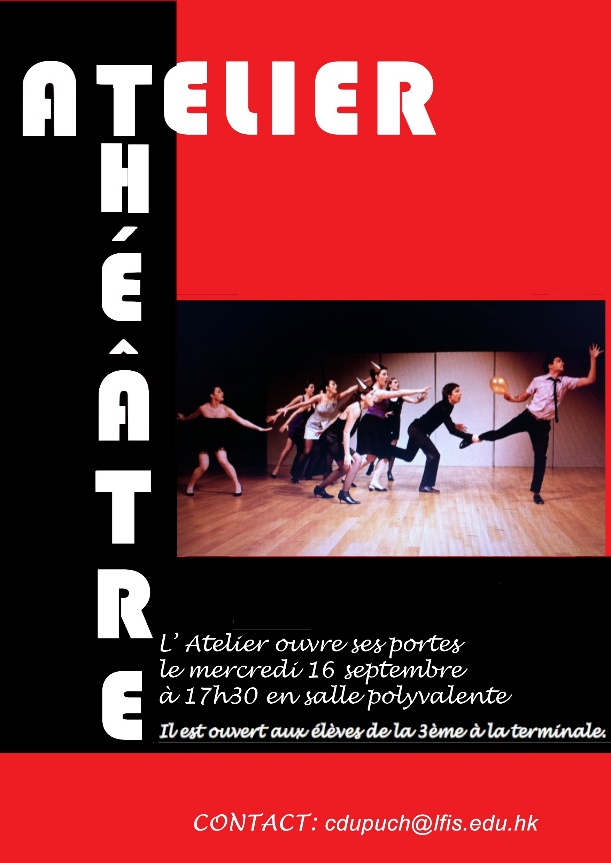 ATELIER
THÉÂTRE
L' Atelier ouvre ses portes
le mercredi 16 septembre
à 17h30 en salle polyvalente
Il est ouvert aux élèves de la 3ème à la terminale.
CONTACT: cdupuch@lfis.edu.hk